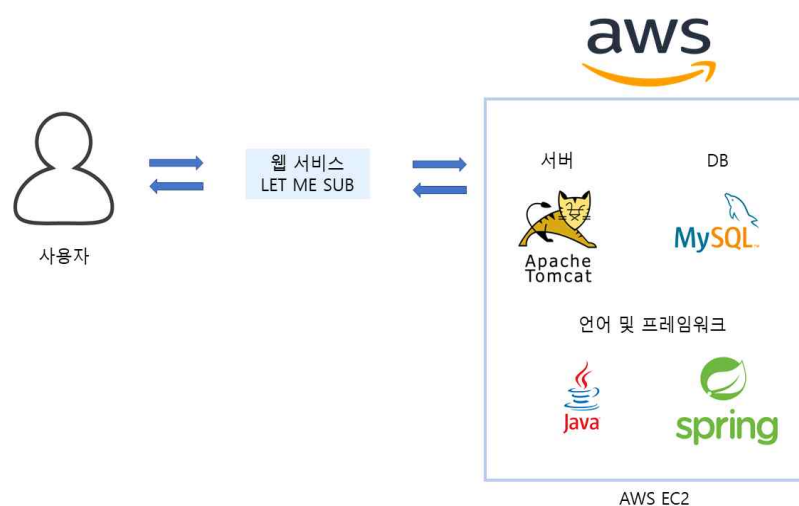 aws
웹 서비스
LET ME SUB
사용자
서버
DB
Apache
Tomcat
MySQL™
언어 및 프레임워크
Java
spring
AWS EC2